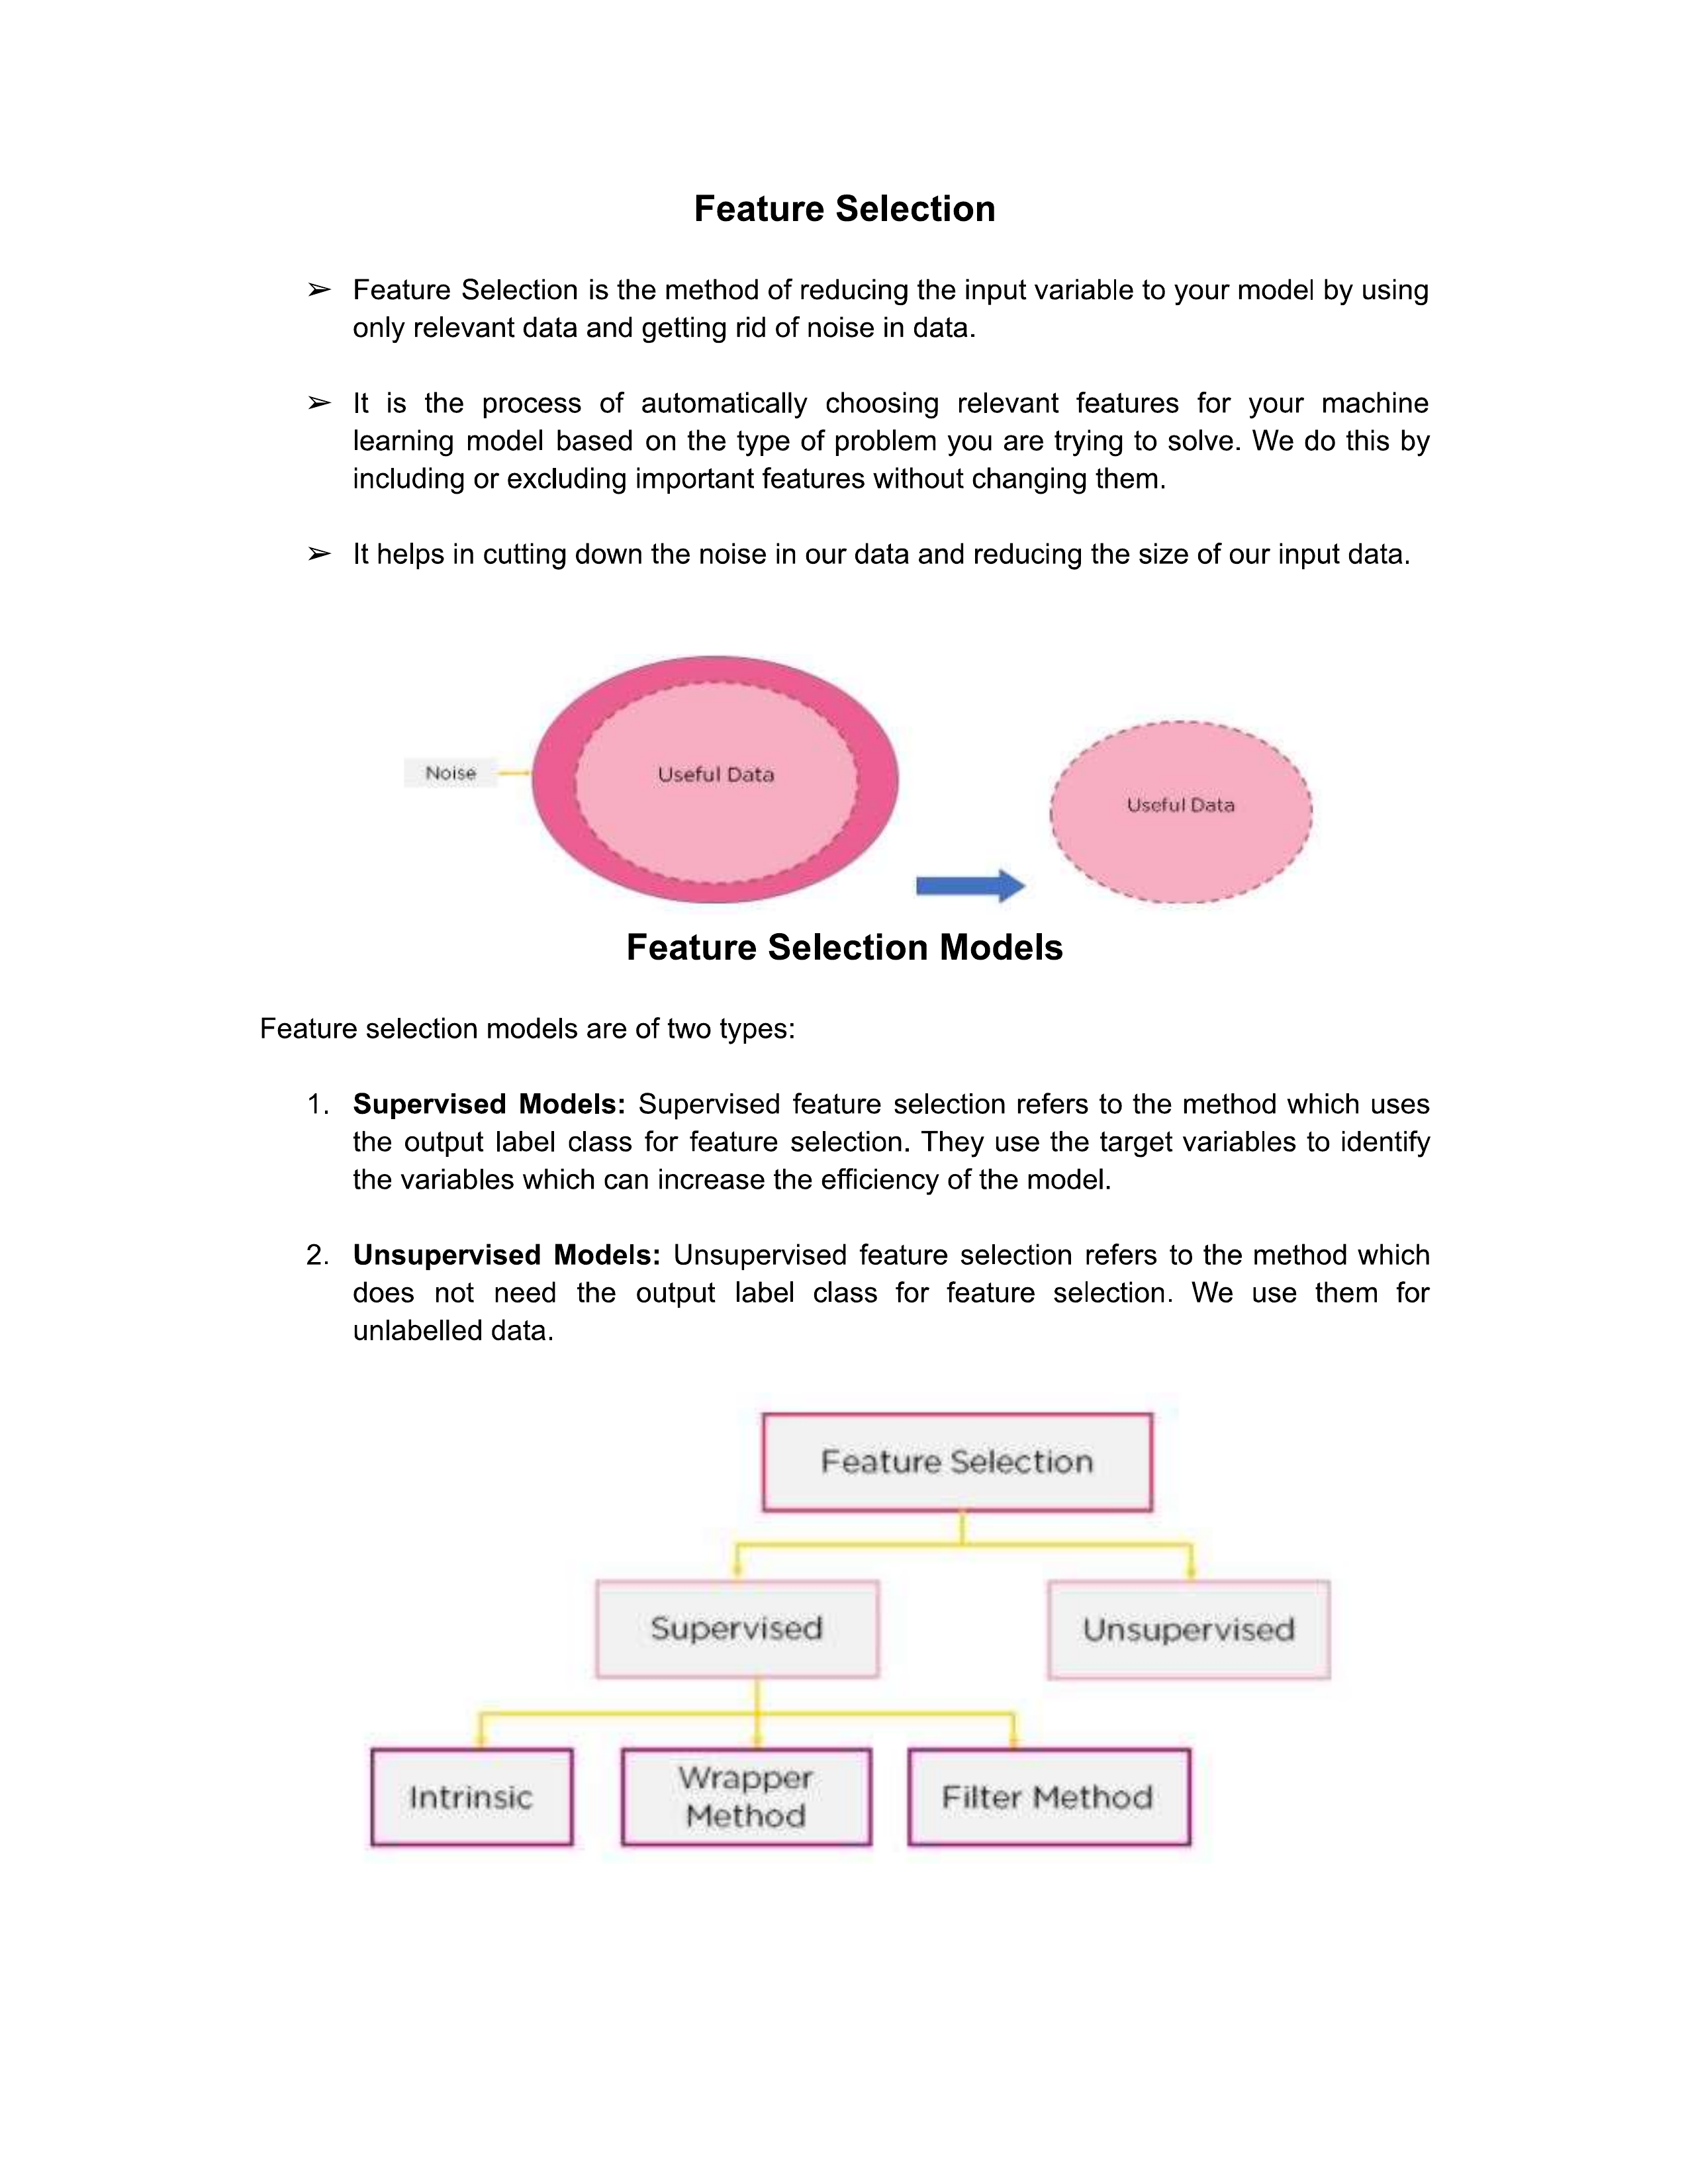 Feature Selection
➢ Feature Selection is the method of reducing the input variable to your model by using
only relevant data and getting rid of noise in data.
➢ It is the process of automatically choosing relevant features for your machine
learning model based on the type of problem you are trying to solve. We do this by
including or excluding important features without changing them.
➢ It helps in cutting down the noise in our data and reducing the size of our input data.
Noise
Useful Data
Useful Data
Feature Selection Models
Feature selection models are of two types:
1. Supervised Models: Supervised feature selection refers to the method which uses
the output label class for feature selection. They use the target variables to identify
the variables which can increase the efficiency of the model.
2. Unsupervised Models: Unsupervised feature selection refers to the method which
does not need the output label class for feature selection. We use them for
unlabelled data.
Feature Selection
Supervised
Unsupervised
Intrinsic
Wrapper
Method
Filter Method